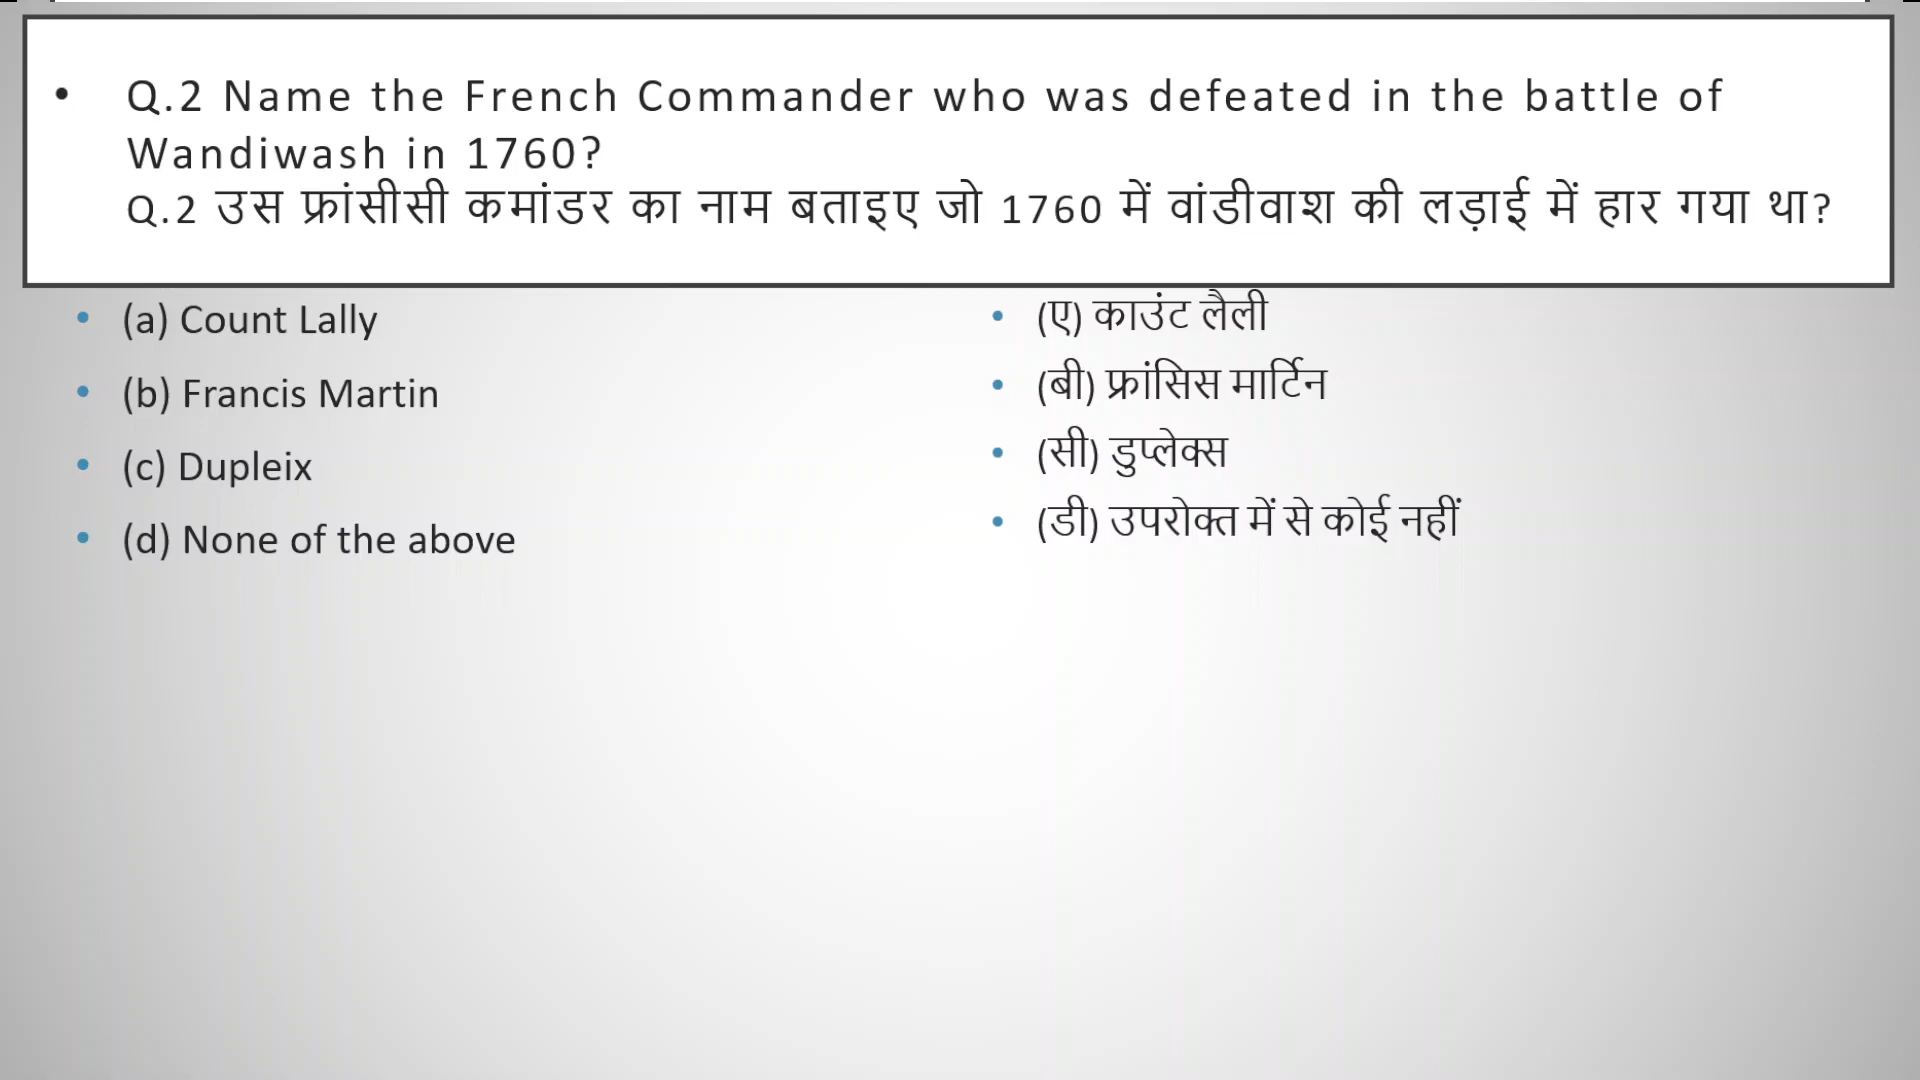 • Q.2 Name the French Commander who was defeated in the battle of
Wandiwash in 1760?
Q.2 उस फ्रांसीसी कमांडर का नाम बताइए जो 1760 में वांडीवाश की लड़ाई में हार गया था?
• (a) Count Lally
• (b) Francis Martin
• (c) Dupleix
• (d) None of the above
• (ए) काउंट लैली
• (बी) फ्रांसिस मार्टिन
• (सी) डुप्लेक्स
• (डी) उपरोक्त में से कोई नहीं